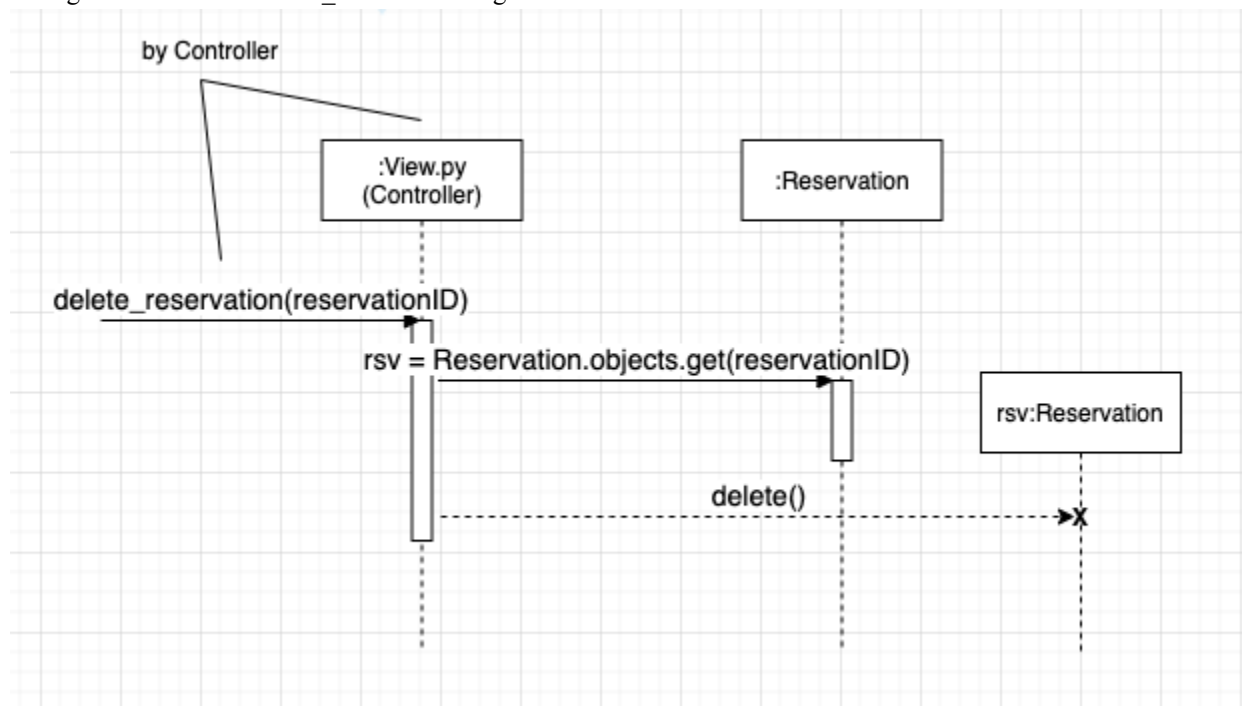 by Controller
:View.py
(Controller)
:Reservation
delete_reservation(reservationID)
rsv = Reservation.objects.get(reservationID)
rsv:Reservation
delete()
X